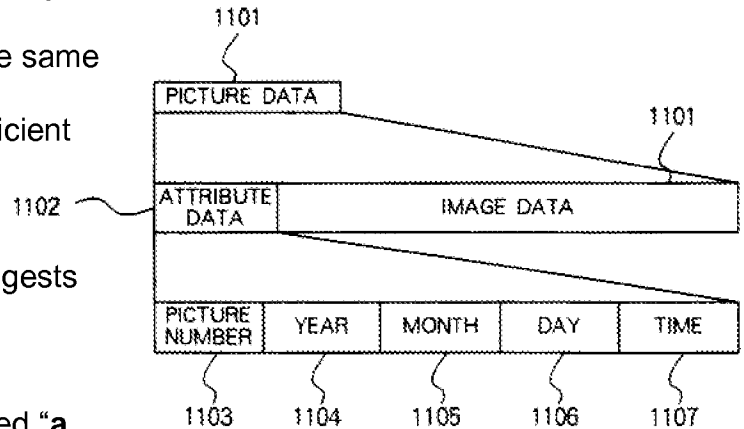 1101
e same
PICTURE DATA
icient
1101
1102
ATTRIBUTE DATA
IMAGE DATA
gests
PICTURE NUMBER
YEAR
MONTH
DAY
TIME
1103 1104 1105 1106 1107
ed “a